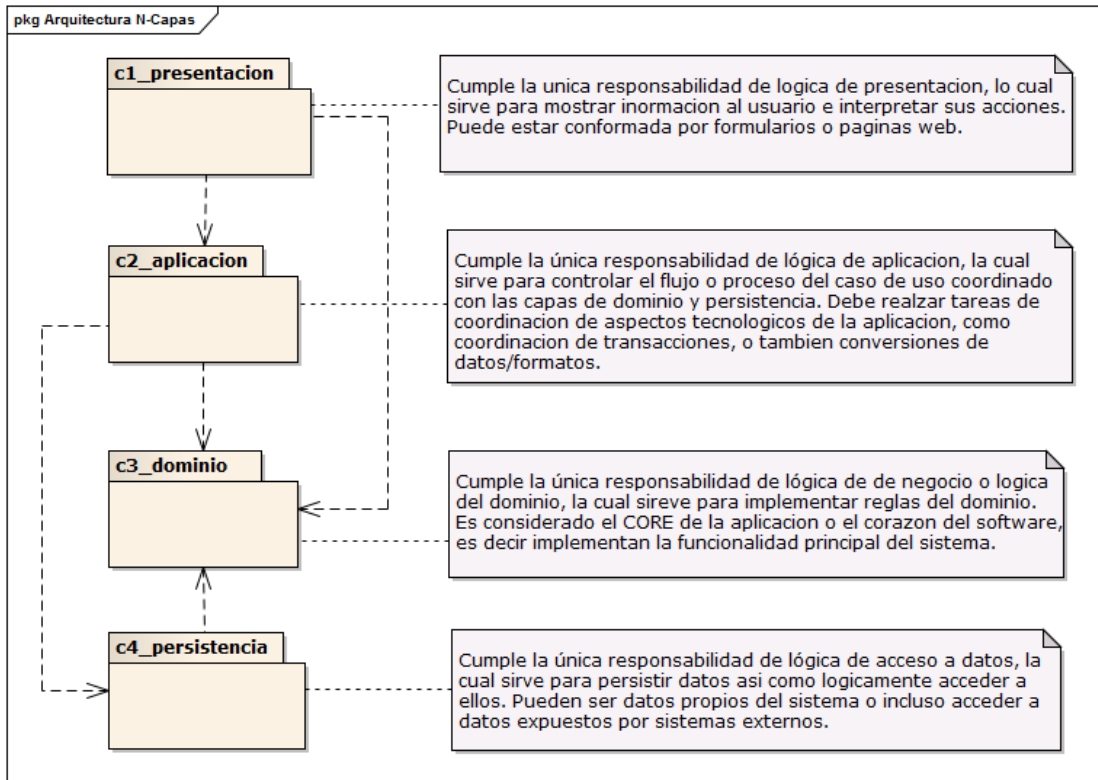 pkg Arquitectura N-Capas
c1_presentacion
Cumple la unica responsabilidad de logica de presentacion, lo cual
sirve para mostrar inormacion al usuario e interpretar sus acciones.
Puede estar conformada por formularios o paginas web.
c2_aplicacion
Cumple la única responsabilidad de lógica de aplicacion, la cual
sirve para controlar el flujo o proceso del caso de uso coordinado
con las capas de dominio y persistencia. Debe realzar tareas de
coordinacion de aspectos tecnologicos de la aplicacion, como
coordinacion de transacciones, o tambien conversiones de
datos/formatos.
c3_dominio
Cumple la única responsabilidad de lógica de de negocio o logica
del dominio, la cual sireve para implementar reglas del dominio.
Es considerado el CORE de la aplicacion o el corazon del software,
es decir implementan la funcionalidad principal del sistema.
c4_persistencia
Cumple la única responsabilidad de lógica de acceso a datos, la
cual sirve para persistir datos asi como logicamente acceder a
ellos. Pueden ser datos propios del sistema o incluso acceder a
datos expuestos por sistemas externos.